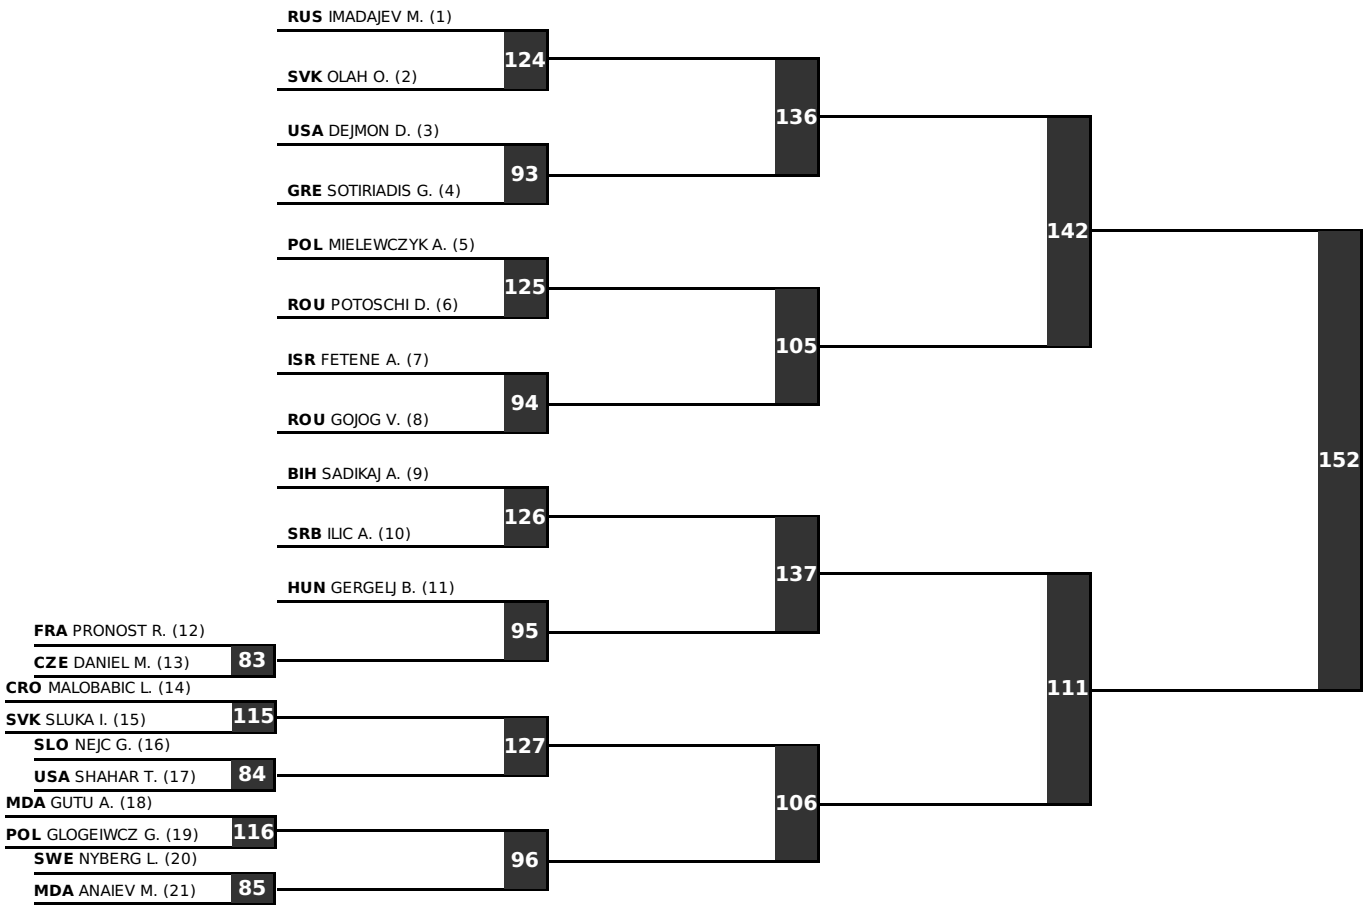 RUS IMADAJEV M. (1)
124
SVK OLAH O. (2)
136
USA DEJMON D. (3)
93
GRE SOTIRIADIS G. (4)
142
POL MIELEWCZYK A. (5)
125
ROU POTOSCHI D. (6)
105
ISR FETENE A. (7)
94
ROU GOJOG V. (8)
152
BIH SADIKAJ A. (9)
126
SRB ILIC A. (10)
137
HUN GERGELJ B. (11)
95
FRA PRONOST R. (12)
83
CZE DANIEL M. (13)
111
CRO MALOBABIC L. (14)
115
SVK SLUKA I. (15)
127
SLO NEJC G. (16)
84
USA SHAHAR T. (17)
106
MDA GUTU A. (18)
116
POL GLOGEIWCZ G. (19)
96
SWE NYBERG L. (20)
85
MDA ANAIEV M. (21)